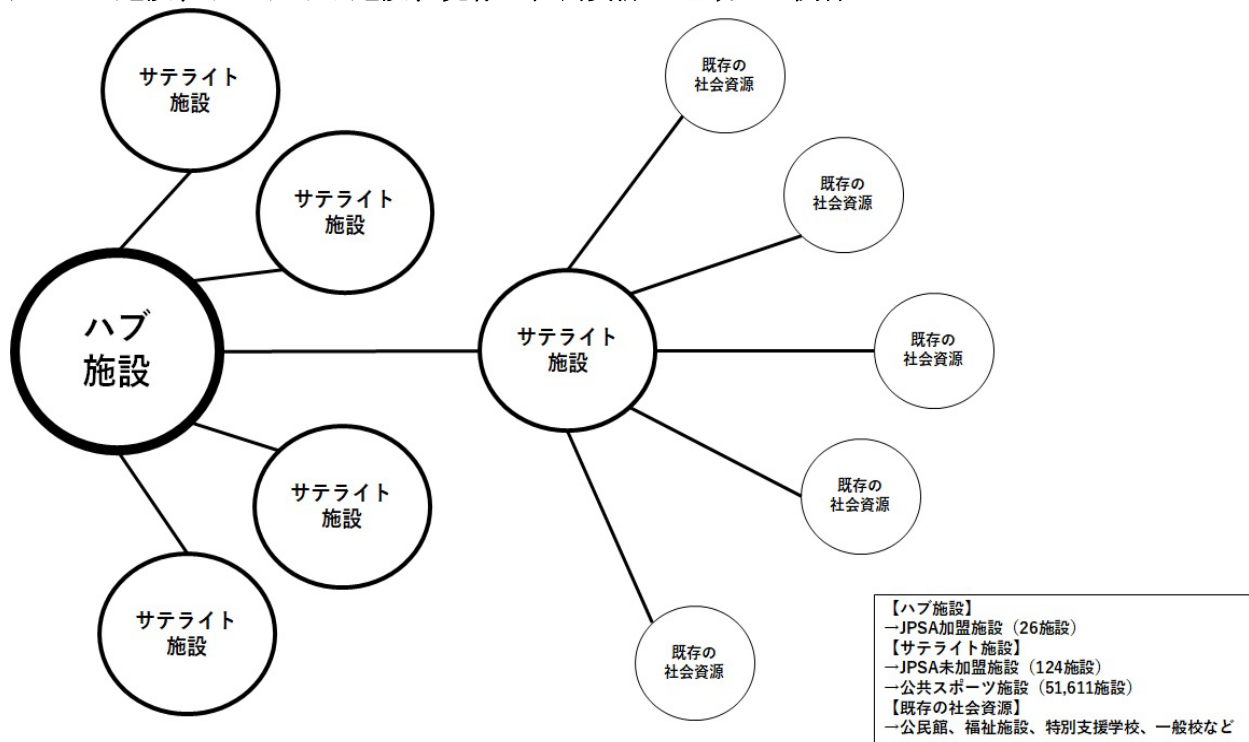 サテライト
施設
既存の
社会資源
サテライト
施設
既存の
社会資源
ハブ
施設
サテライト
施設
既存の
社会資源
サテライト
施設
既存の
社会資源
サテライト
施設
既存の
社会資源
【ハブ施設】
→JPSA加盟施設（26施設）
【サテライト施設】
→JPSA未加盟施設（124施設）
→公共スポーツ施設（51,611施設）
【既存の社会資源】
→公民館、福祉施設、特別支援学校、一般校など